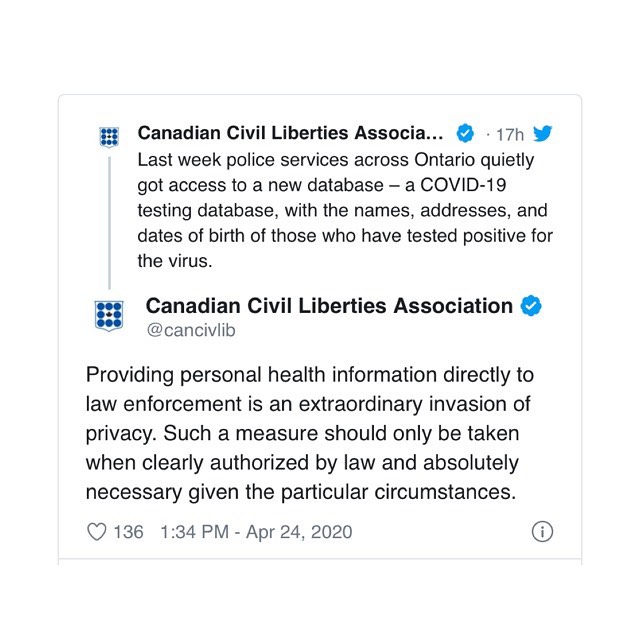 Canadian Civil Liberties Associa... · 17h
Last week police services across Ontario quietly
got access to a new database – a COVID-19
testing database, with the names, addresses, and
dates of birth of those who have tested positive for
the virus.
Canadian Civil Liberties Association
@cancivlib
Providing personal health information directly to
law enforcement is an extraordinary invasion of
privacy. Such a measure should only be taken
when clearly authorized by law and absolutely
necessary given the particular circumstances.
136 1:34 PM - Apr 24, 2020